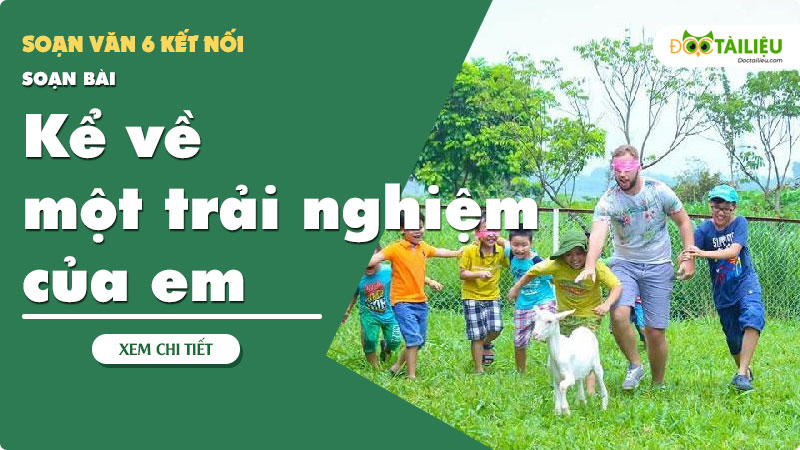 SOẠN VĂN 6 KẾT NỐI
SOẠN BÀI
Kể về
một trải nghiệm
của em
XEM CHI TIẾT
ĐỌCTÀILIỆU
Doctailieu.com